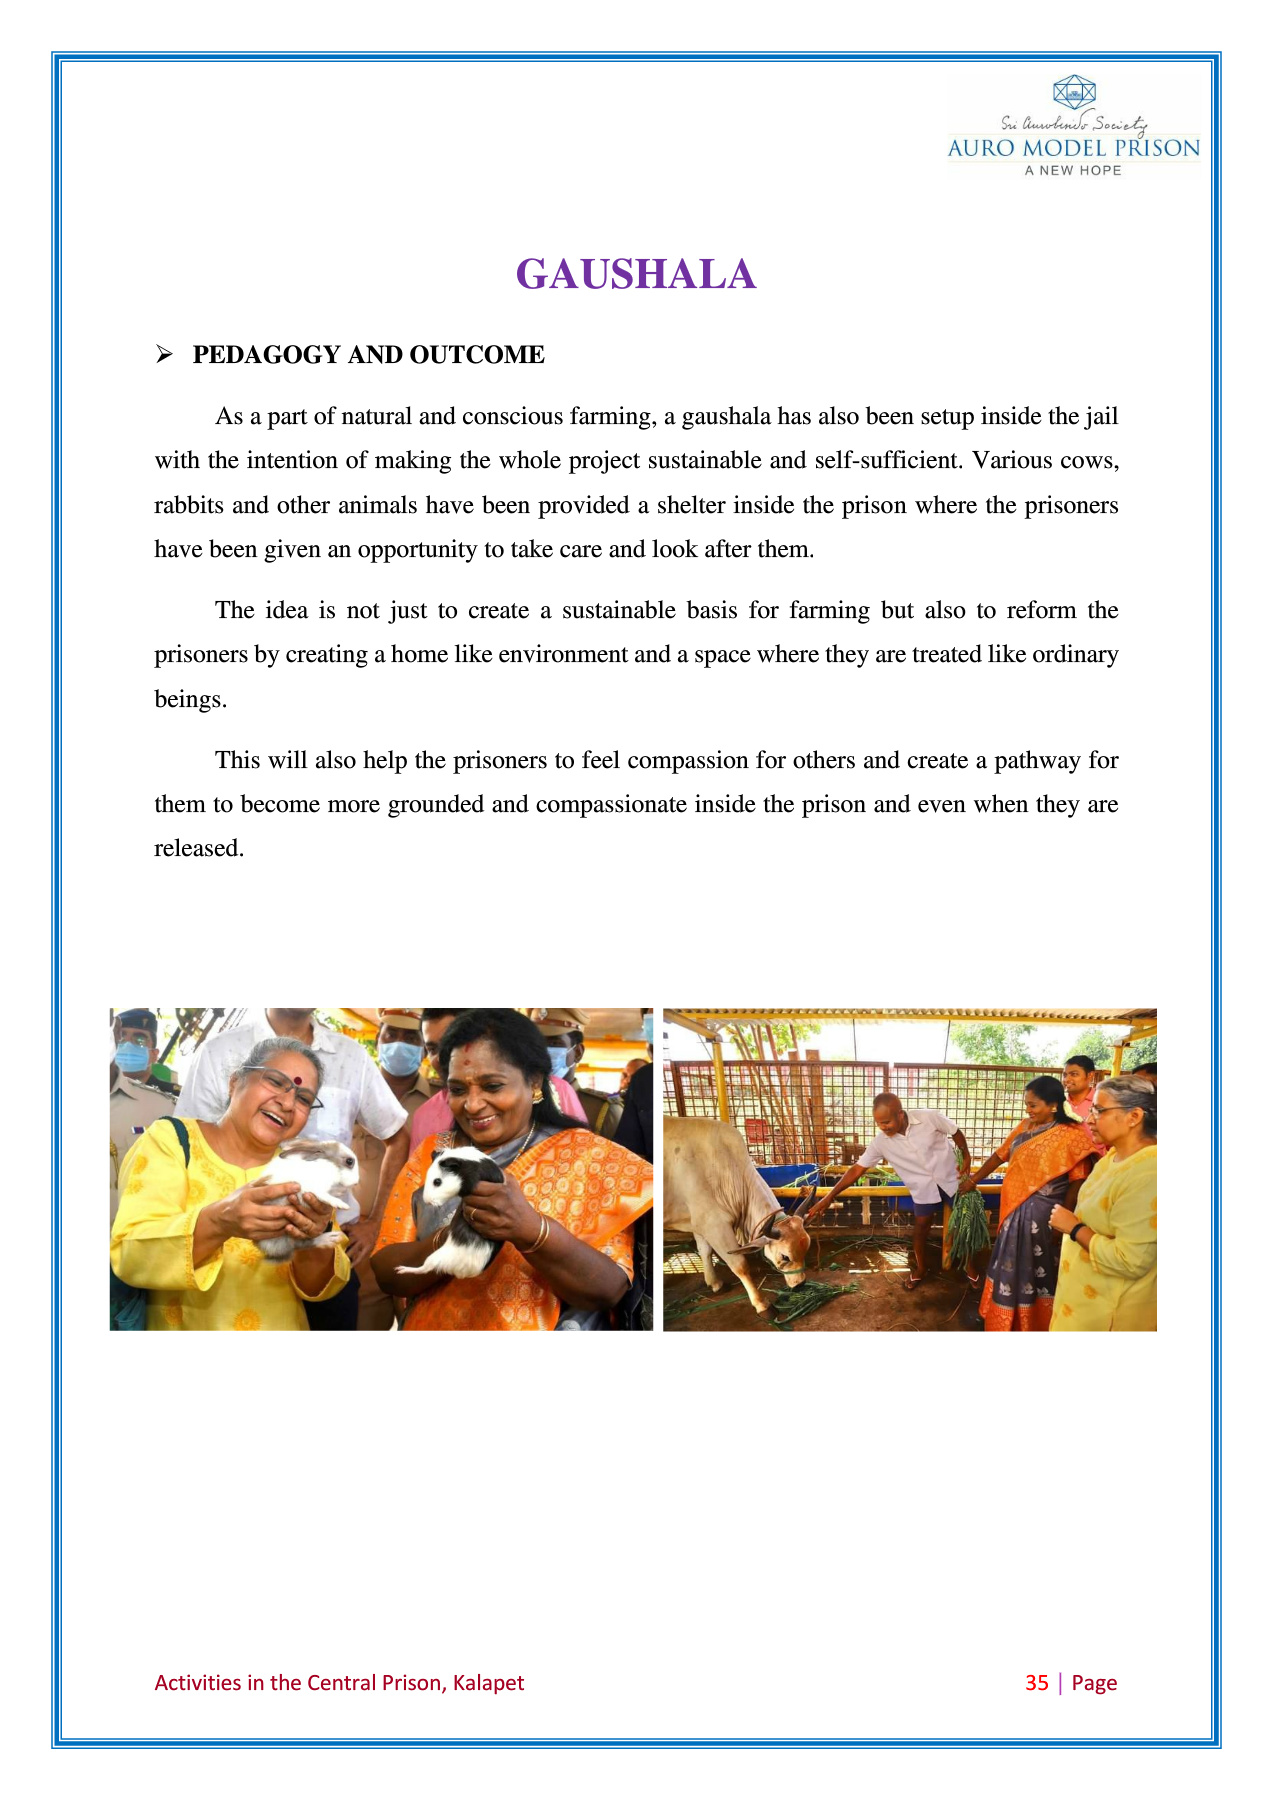 Sri Aurobindo Society
AURO MODEL PRISON
A NEW HOPE
GAUSHALA
➢ PEDAGOGY AND OUTCOME
As a part of natural and conscious farming, a gaushala has also been setup inside the jail
with the intention of making the whole project sustainable and self-sufficient. Various cows,
rabbits and other animals have been provided a shelter inside the prison where the prisoners
have been given an opportunity to take care and look after them.
The idea is not just to create a sustainable basis for farming but also to reform the
prisoners by creating a home like environment and a space where they are treated like ordinary
beings.
This will also help the prisoners to feel compassion for others and create a pathway for
them to become more grounded and compassionate inside the prison and even when they are
released.
Activities in the Central Prison, Kalapet
35 | Page